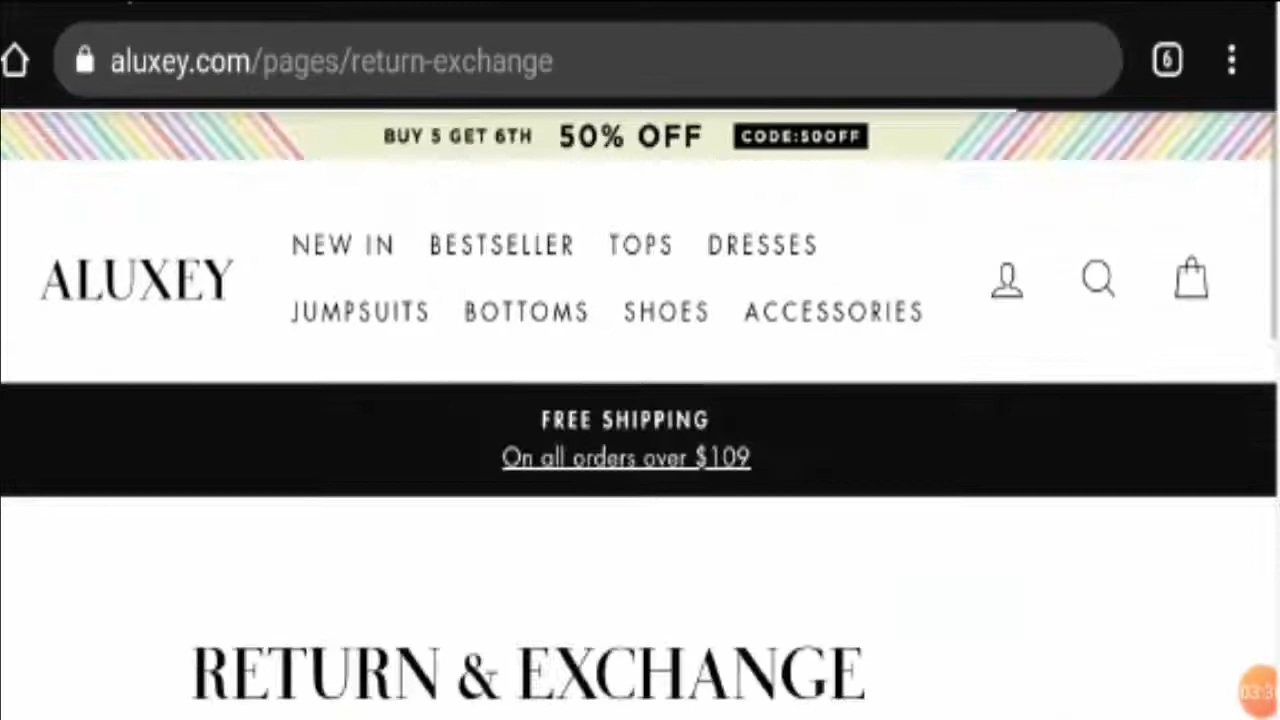 aluxey.com/pages/return-exchange
6
BUY 5 GET 6TH 50% OFF CODE:50OFF
ALUXEY
NEW IN BESTSELLER TOPS DRESSES
JUMPSUITS BOTTOMS SHOES ACCESSORIES
FREE SHIPPING
On all orders over $109
RETURN & EXCHANGE